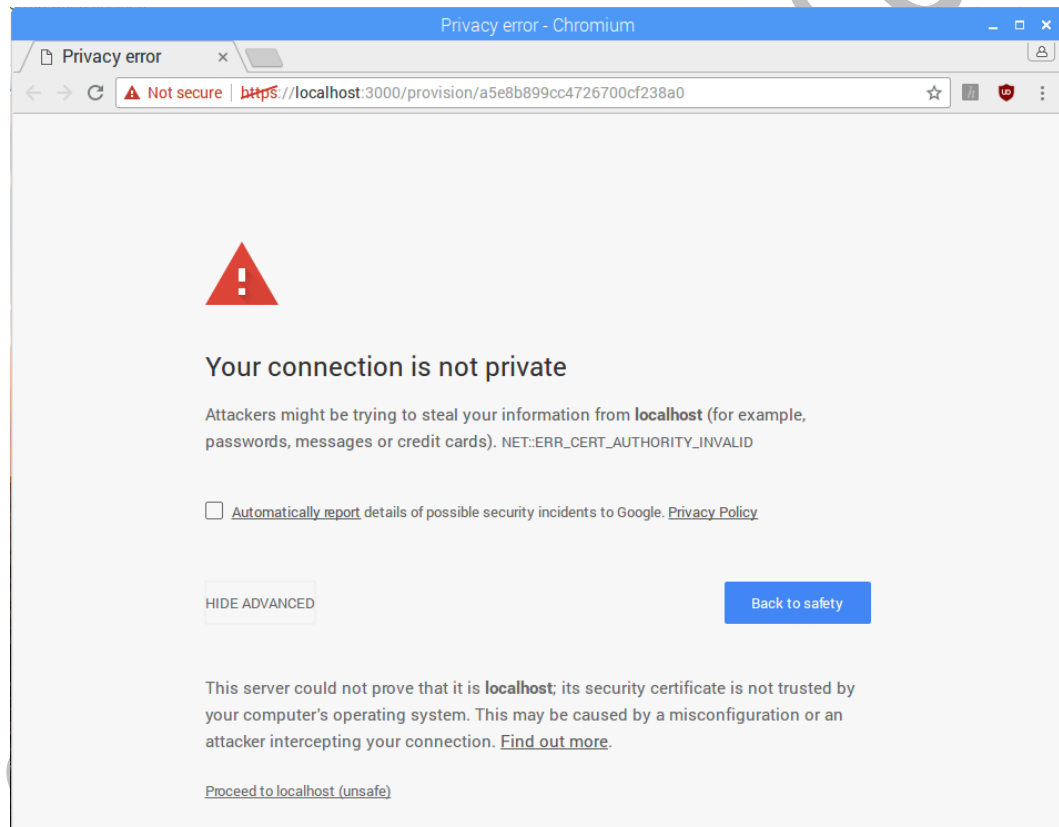 Privacy error - Chromium
Privacy error
Not secure | https://localhost:3000/provision/a5e8b899cc4726700cf238a0
Your connection is not private
Attackers might be trying to steal your information from localhost (for example,
passwords, messages or credit cards). NET::ERR_CERT_AUTHORITY_INVALID
Automatically report details of possible security incidents to Google. Privacy Policy
HIDE ADVANCED
Back to safety
This server could not prove that it is localhost; its security certificate is not trusted by
your computer's operating system. This may be caused by a misconfiguration or an
attacker intercepting your connection. Find out more.
Proceed to localhost (unsafe)